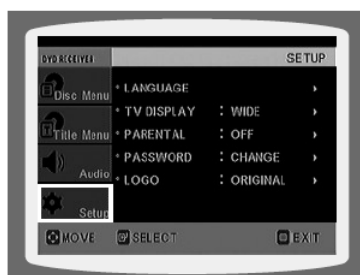 DVD RECEIVER SETUP
Disc Menu
Title Menu
Audio
Setup
• LANGUAGE
• TV DISPLAY : WIDE
• PARENTAL : OFF
• PASSWORD : CHANGE
• LOGO : ORIGINAL
MOVE SELECT EXIT